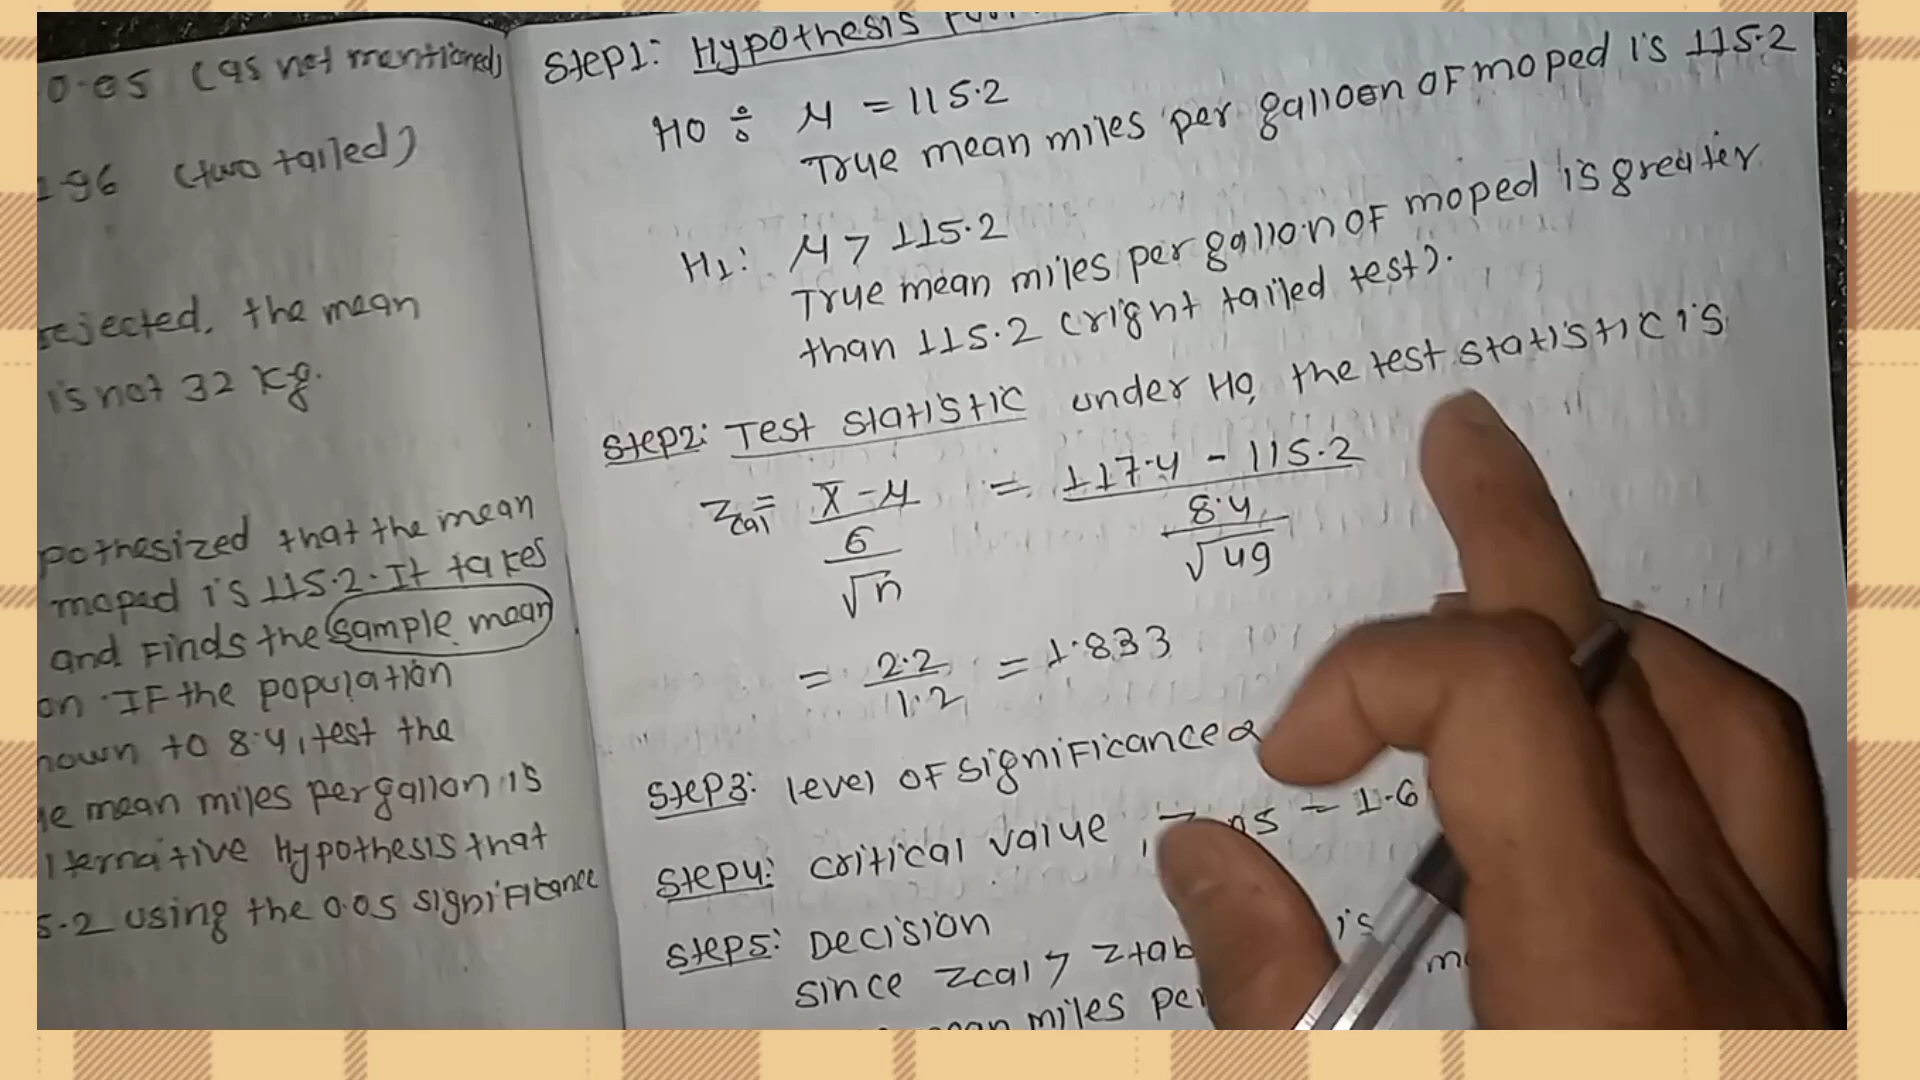 0.05 (as not mentioned)
1.96 (two tailed)
rejected, the mean
is not 32 kg.
pothesized that the mean
moped is 115.2. It takes
and finds the sample mean
on. If the population
nown to 8.4, test the
e mean miles per gallon is
lternative Hypothesis that
5.2 using the 0.05 significance
Step1: Hypothesis
H0 : μ = 115.2
True mean miles per galloen of moped is 115.2
H1: μ > 115.2
True mean miles per gallon of moped is greater
than 115.2 (right tailed test).
Step2: Test statistic under H0, the test statistic is
Zcal = x̄ - μ / σ/√n = 117.4 - 115.2 / 8.4/√49
= 2.2/1.2 = 1.833
Step3: level of significance α
Step4: critical value, = 1.6
Step5: Decision
since zcal > ztab is
mean miles per